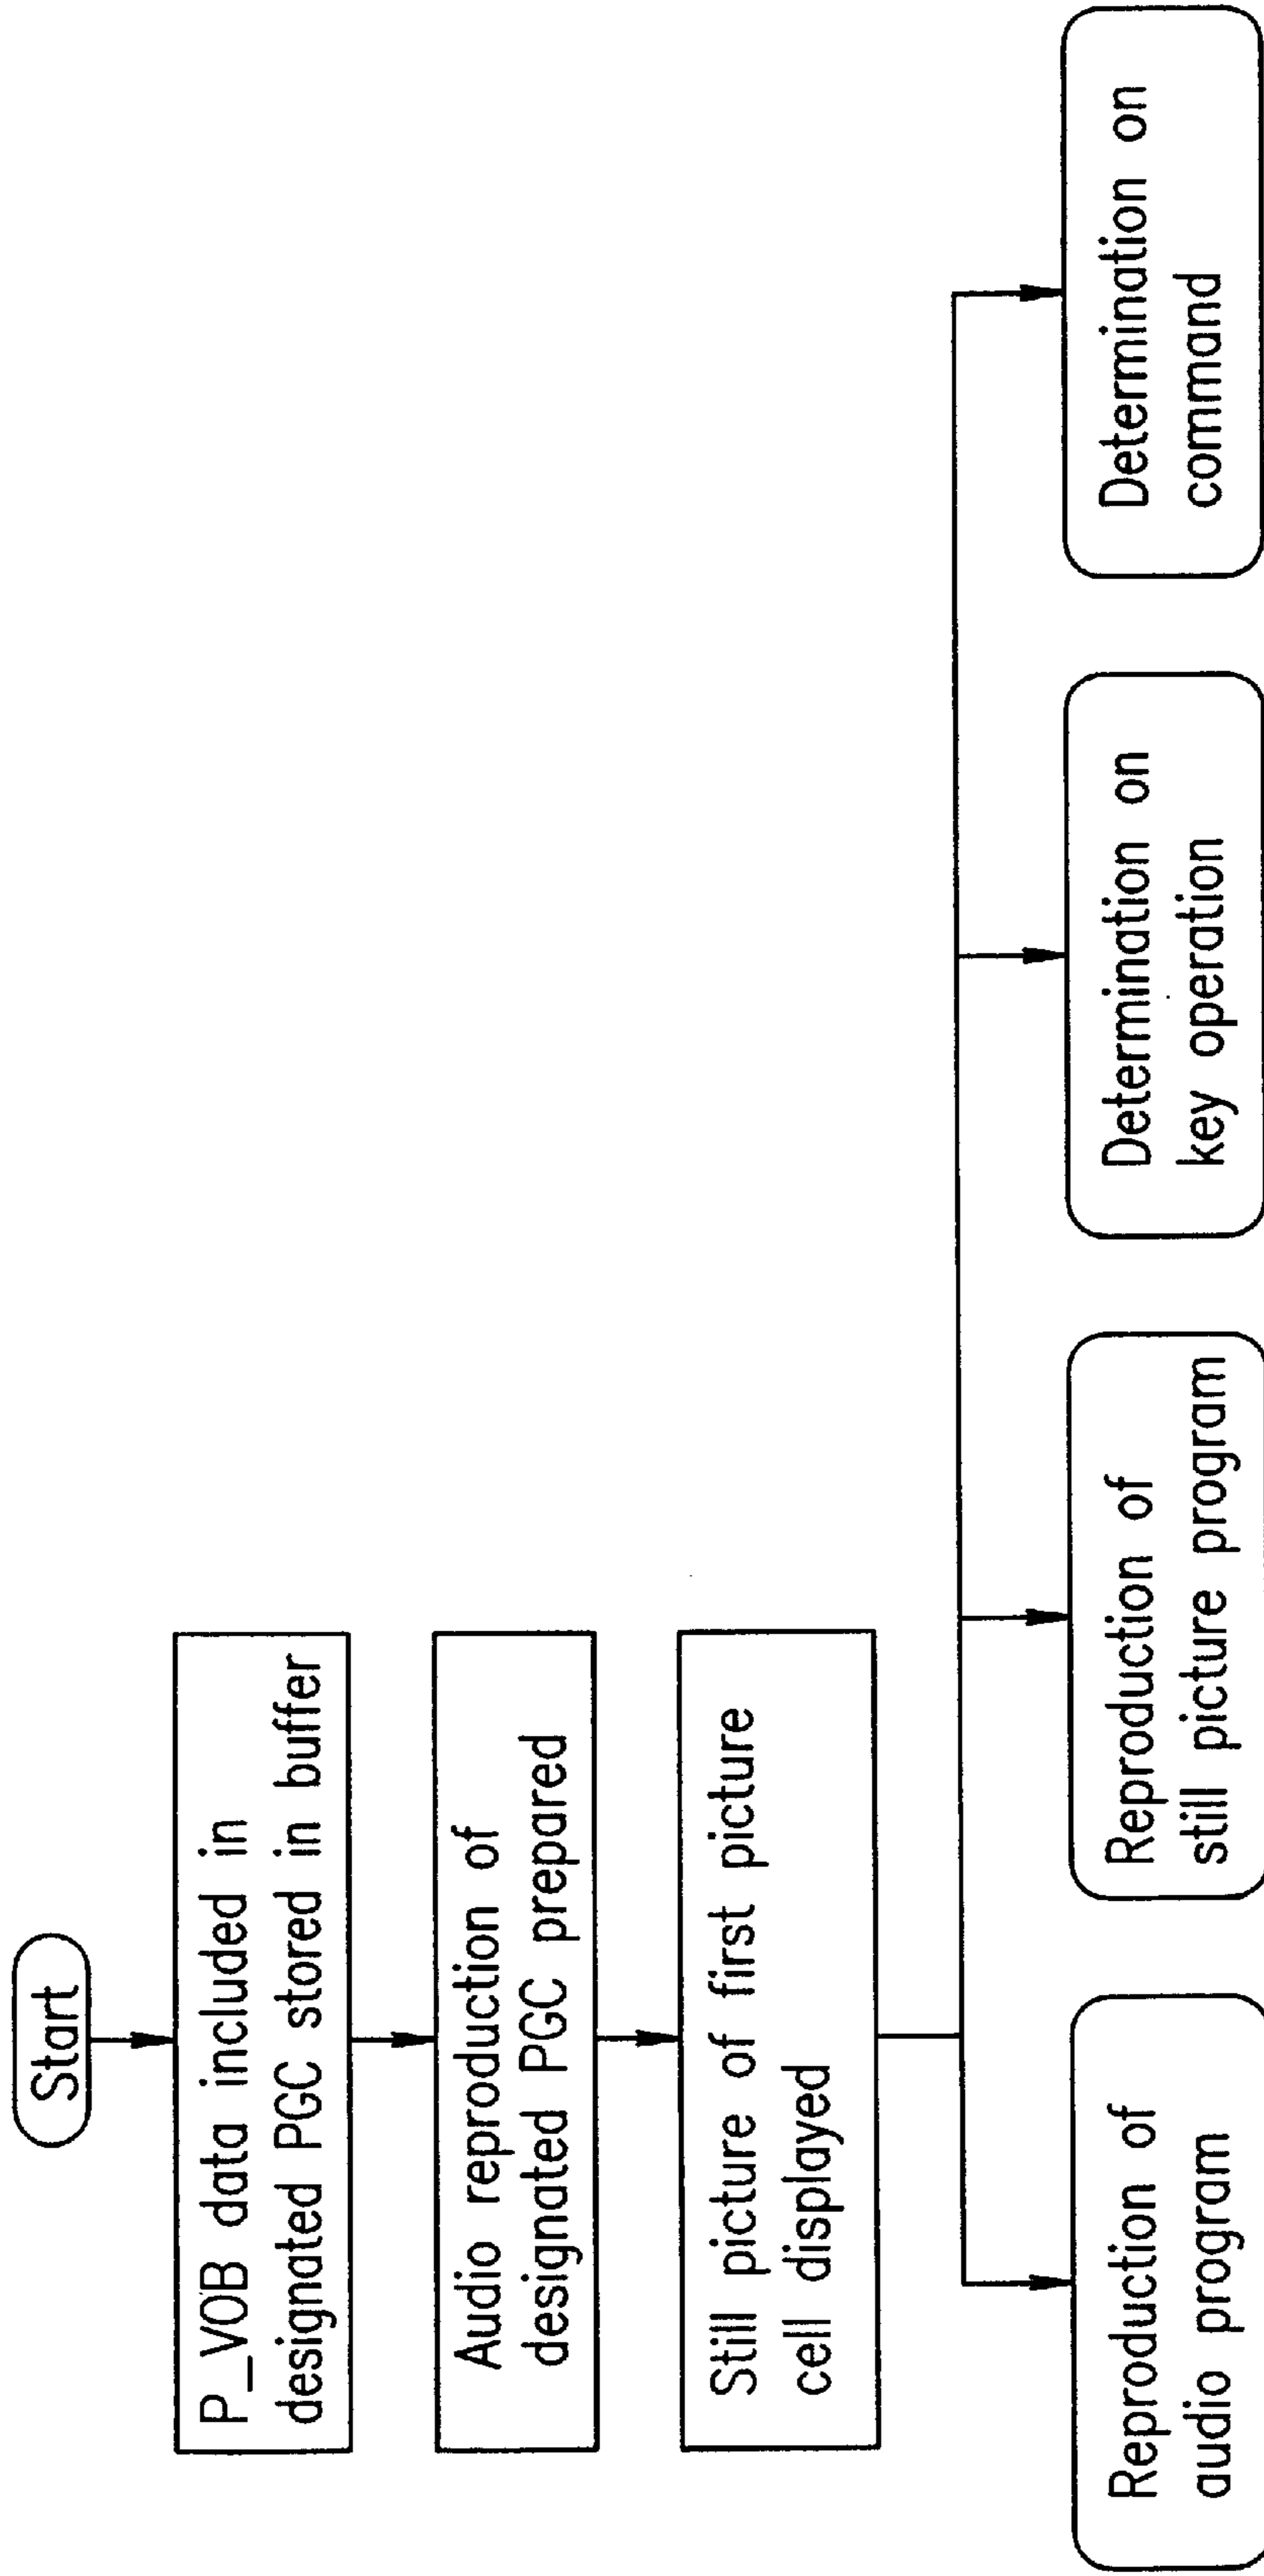 Start
P_VOB data included in
designated PGC stored in buffer
Audio reproduction of
designated PGC prepared
Still picture of first picture
cell displayed
Reproduction of
audio program
Reproduction of
still picture program
Determination on
key operation
Determination on
command